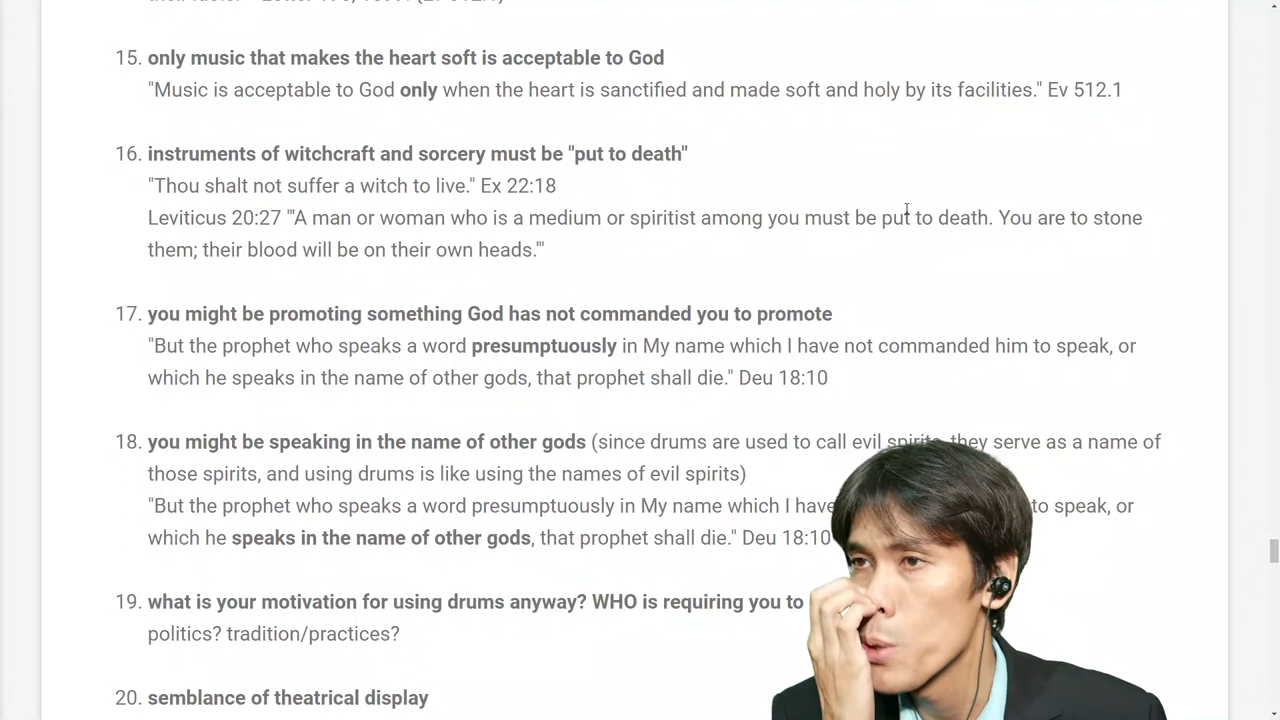 15. only music that makes the heart soft is acceptable to God
"Music is acceptable to God only when the heart is sanctified and made soft and holy by its facilities." Ev 512.1
16. instruments of witchcraft and sorcery must be "put to death"
"Thou shalt not suffer a witch to live." Ex 22:18
Leviticus 20:27 "'A man or woman who is a medium or spiritist among you must be put to death. You are to stone
them; their blood will be on their own heads.'"
17. you might be promoting something God has not commanded you to promote
"But the prophet who speaks a word presumptuously in My name which I have not commanded him to speak, or
which he speaks in the name of other gods, that prophet shall die." Deu 18:10
18. you might be speaking in the name of other gods (since drums are used to call evil spirits, they serve as a name of
those spirits, and using drums is like using the names of evil spirits)
"But the prophet who speaks a word presumptuously in My name which I have to speak, or
which he speaks in the name of other gods, that prophet shall die." Deu 18:10
19. what is your motivation for using drums anyway? WHO is requiring you to
politics? tradition/practices?
20. semblance of theatrical display